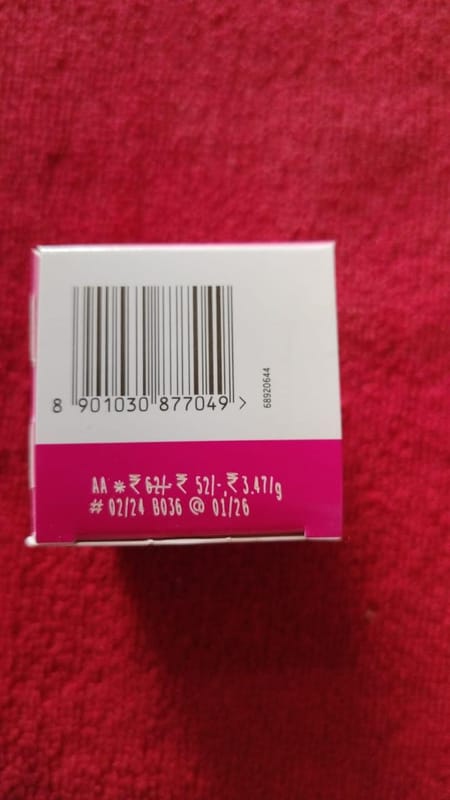 8 901030 877049 >
68920644
AA * ₹ 62/- ₹ 52/-, ₹ 3.47/g
# 02/24 B036 @ 01/26